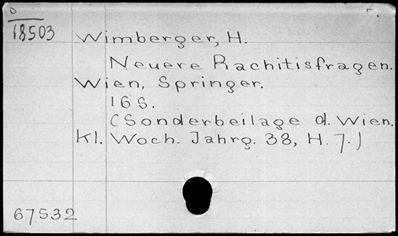 18503
Wimberger, H.
Neuere Rachitisfragen.
Wien, Springer.
16 S.
(Sonderbeilage d. Wien.
kl. Woch. Jahrg. 38, H. 7.)
67532